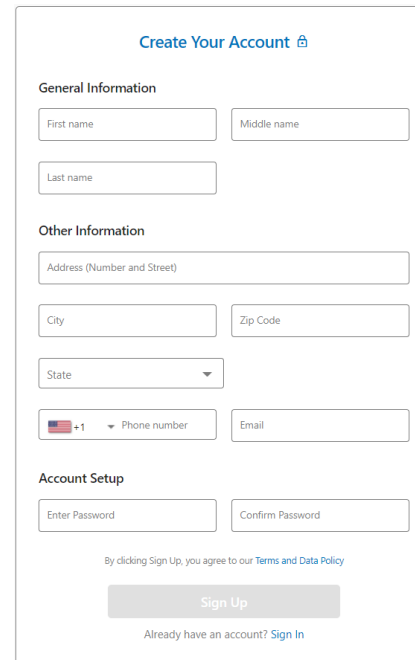 Create Your Account
General Information
First name Middle name
Last name
Other Information
Address (Number and Street)
City Zip Code
State
+1 Phone number Email
Account Setup
Enter Password Confirm Password
By clicking Sign Up, you agree to our Terms and Data Policy
Sign Up
Already have an account? Sign In